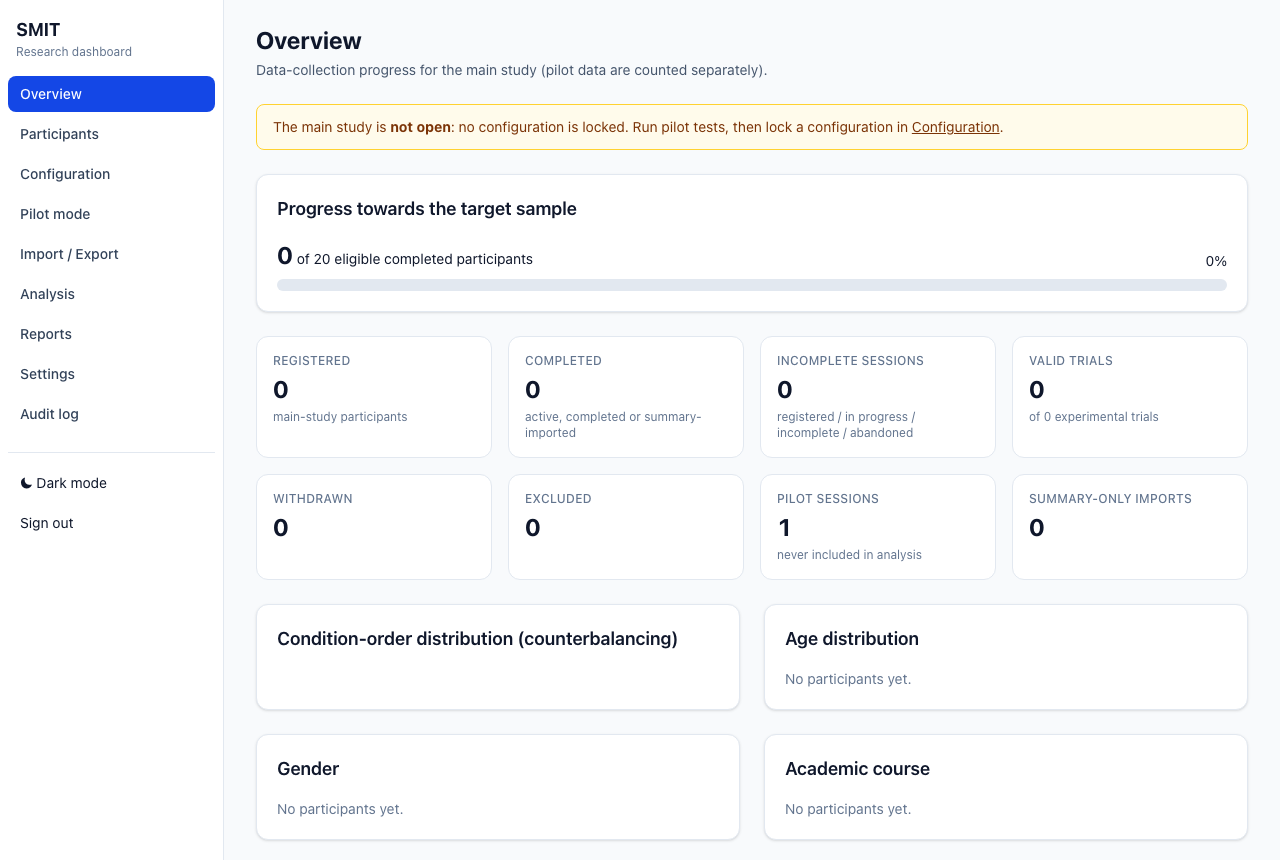 SMIT
Research dashboard
Overview
Participants
Configuration
Pilot mode
Import / Export
Analysis
Reports
Settings
Audit log
Dark mode
Sign out
Overview
Data-collection progress for the main study (pilot data are counted separately).
The main study is not open: no configuration is locked. Run pilot tests, then lock a configuration in Configuration.
Progress towards the target sample
0 of 20 eligible completed participants
0%
REGISTERED
0
main-study participants
COMPLETED
0
active, completed or summary-
imported
INCOMPLETE SESSIONS
0
registered / in progress /
incomplete / abandoned
VALID TRIALS
0
of 0 experimental trials
WITHDRAWN
0
EXCLUDED
0
PILOT SESSIONS
1
never included in analysis
SUMMARY-ONLY IMPORTS
0
Condition-order distribution (counterbalancing)
Age distribution
No participants yet.
Gender
No participants yet.
Academic course
No participants yet.